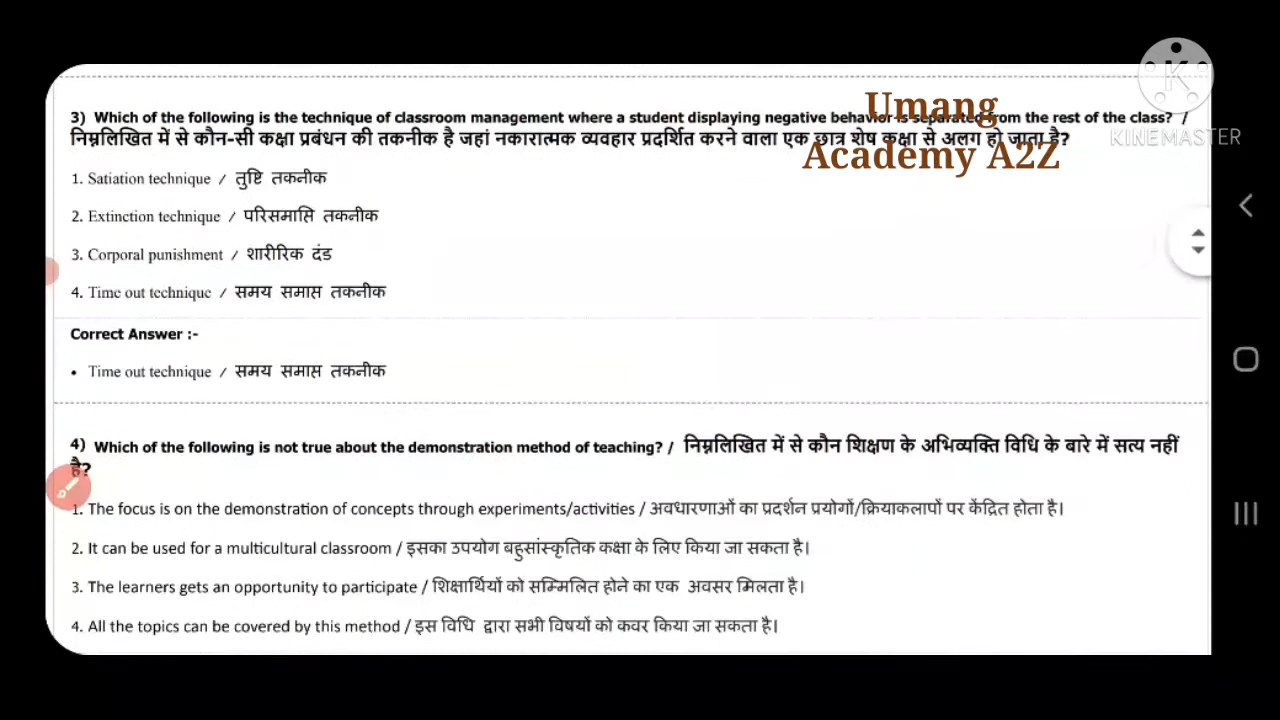 3) Which of the following is the technique of classroom management where a student displaying negative behavior is separated from the rest of the class? /
निम्नलिखित में से कौन-सी कक्षा प्रबंधन की तकनीक है जहां नकारात्मक व्यवहार प्रदर्शित करने वाला एक छात्र शेष कक्षा से अलग हो जाता है?
Umang
Academy A2Z
KINEMASTER
1. Satiation technique / तुष्टि तकनीक
2. Extinction technique / परिसमाप्ति तकनीक
3. Corporal punishment / शारीरिक दंड
4. Time out technique / समय समाप्त तकनीक
Correct Answer :-
• Time out technique / समय समाप्त तकनीक
4) Which of the following is not true about the demonstration method of teaching? / निम्नलिखित में से कौन शिक्षण के अभिव्यक्ति विधि के बारे में सत्य नहीं
है?
1. The focus is on the demonstration of concepts through experiments/activities / अवधारणाओं का प्रदर्शन प्रयोगों/क्रियाकलापों पर केंद्रित होता है।
2. It can be used for a multicultural classroom / इसका उपयोग बहुसांस्कृतिक कक्षा के लिए किया जा सकता है।
3. The learners gets an opportunity to participate / शिक्षार्थियों को सम्मिलित होने का एक अवसर मिलता है।
4. All the topics can be covered by this method / इस विधि द्वारा सभी विषयों को कवर किया जा सकता है।